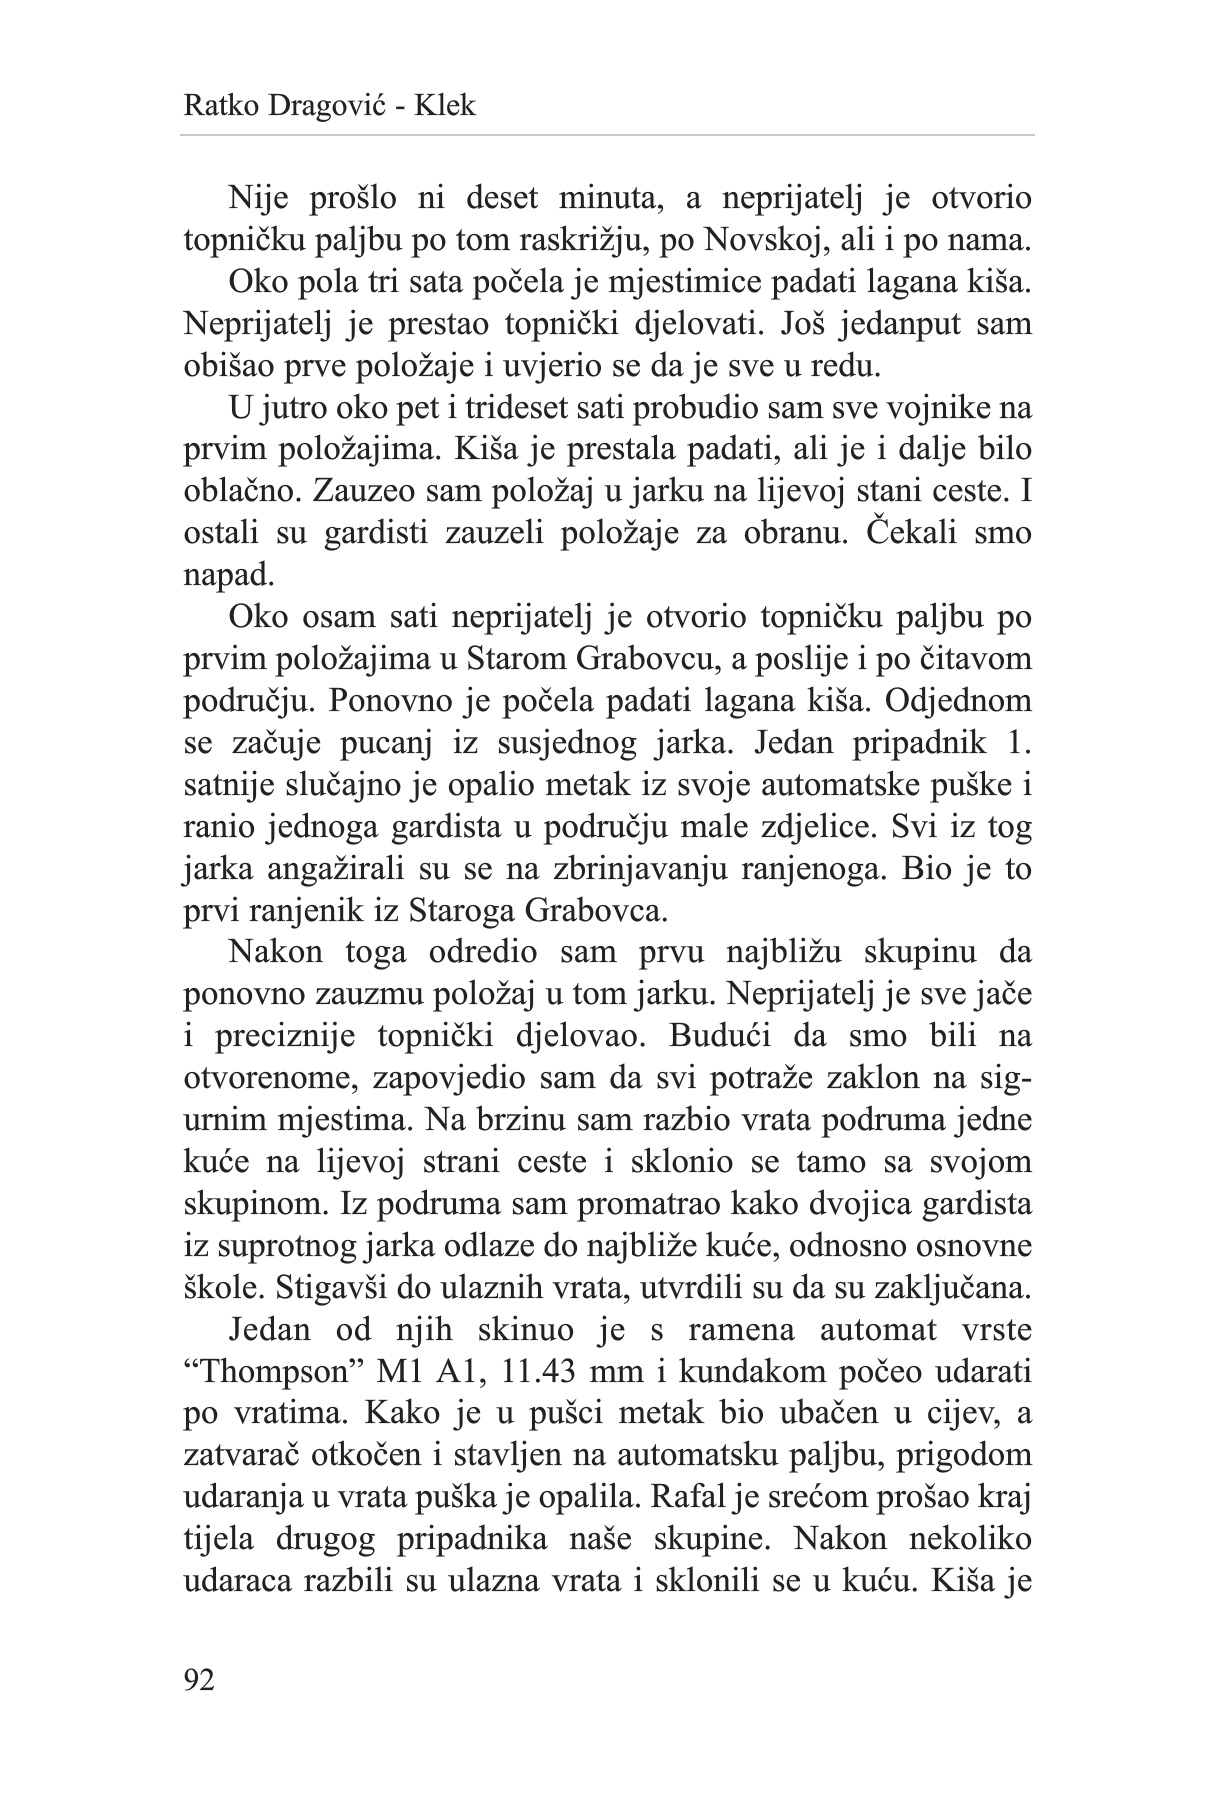 Ratko Dragović - Klek
Nije prošlo ni deset minuta, a neprijatelj je otvorio
topničku paljbu po tom raskrižju, po Novskoj, ali i po nama.
Oko pola tri sata počela je mjestimice padati lagana kiša.
Neprijatelj je prestao topnički djelovati. Još jedanput sam
obišao prve položaje i uvjerio se da je sve u redu.
U jutro oko pet i trideset sati probudio sam sve vojnike na
prvim položajima. Kiša je prestala padati, ali je i dalje bilo
oblačno. Zauzeo sam položaj u jarku na lijevoj stani ceste. I
ostali su gardisti zauzeli položaje za obranu. Čekali smo
napad.
Oko osam sati neprijatelj je otvorio topničku paljbu po
prvim položajima u Starom Grabovcu, a poslije i po čitavom
području. Ponovno je počela padati lagana kiša. Odjednom
se začuje pucanj iz susjednog jarka. Jedan pripadnik 1.
satnije slučajno je opalio metak iz svoje automatske puške i
ranio jednoga gardista u području male zdjelice. Svi iz tog
jarka angažirali su se na zbrinjavanju ranjenoga. Bio je to
prvi ranjenik iz Staroga Grabovca.
Nakon toga odredio sam prvu najbližu skupinu da
ponovno zauzmu položaj u tom jarku. Neprijatelj je sve jače
i preciznije topnički djelovao. Budući da smo bili na
otvorenome, zapovjedio sam da svi potraže zaklon na sig-
urnim mjestima. Na brzinu sam razbio vrata podruma jedne
kuće na lijevoj strani ceste i sklonio se tamo sa svojom
skupinom. Iz podruma sam promatrao kako dvojica gardista
iz suprotnog jarka odlaze do najbliže kuće, odnosno osnovne
škole. Stigavši do ulaznih vrata, utvrdili su da su zaključana.
Jedan od njih skinuo je s ramena automat vrste
“Thompson” M1 A1, 11.43 mm i kundakom počeo udarati
po vratima. Kako je u pušci metak bio ubačen u cijev, a
zatvarač otkočen i stavljen na automatsku paljbu, prigodom
udaranja u vrata puška je opalila. Rafal je srećom prošao kraj
tijela drugog pripadnika naše skupine. Nakon nekoliko
udaraca razbili su ulazna vrata i sklonili se u kuću. Kiša je
92